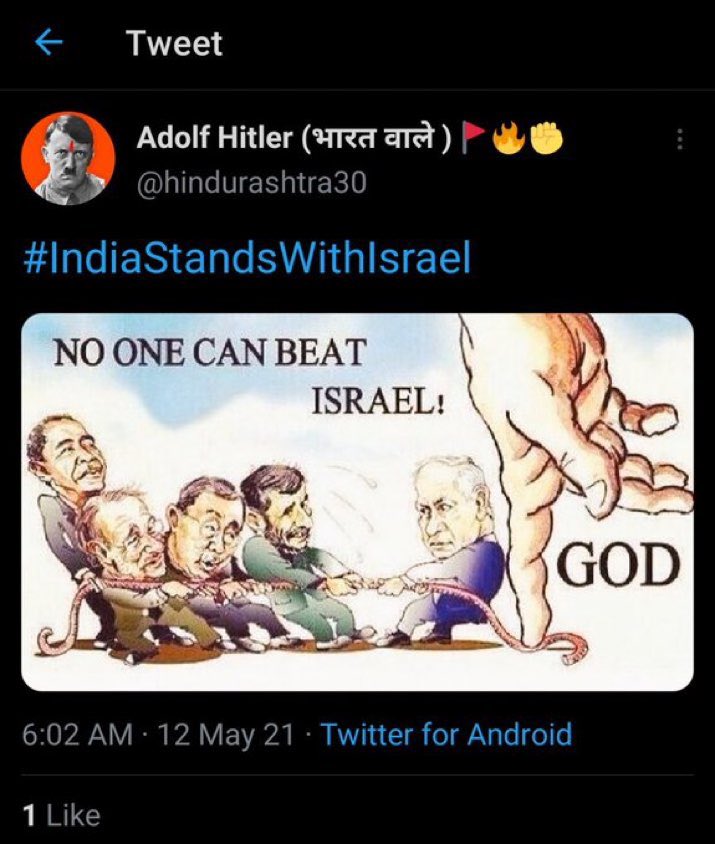 Tweet
Adolf Hitler (भारत वाले ) 🚩🔥✊
@hindurashtra30
#IndiaStandsWithIsrael
NO ONE CAN BEAT
ISRAEL!
GOD
6:02 AM · 12 May 21 · Twitter for Android
1 Like